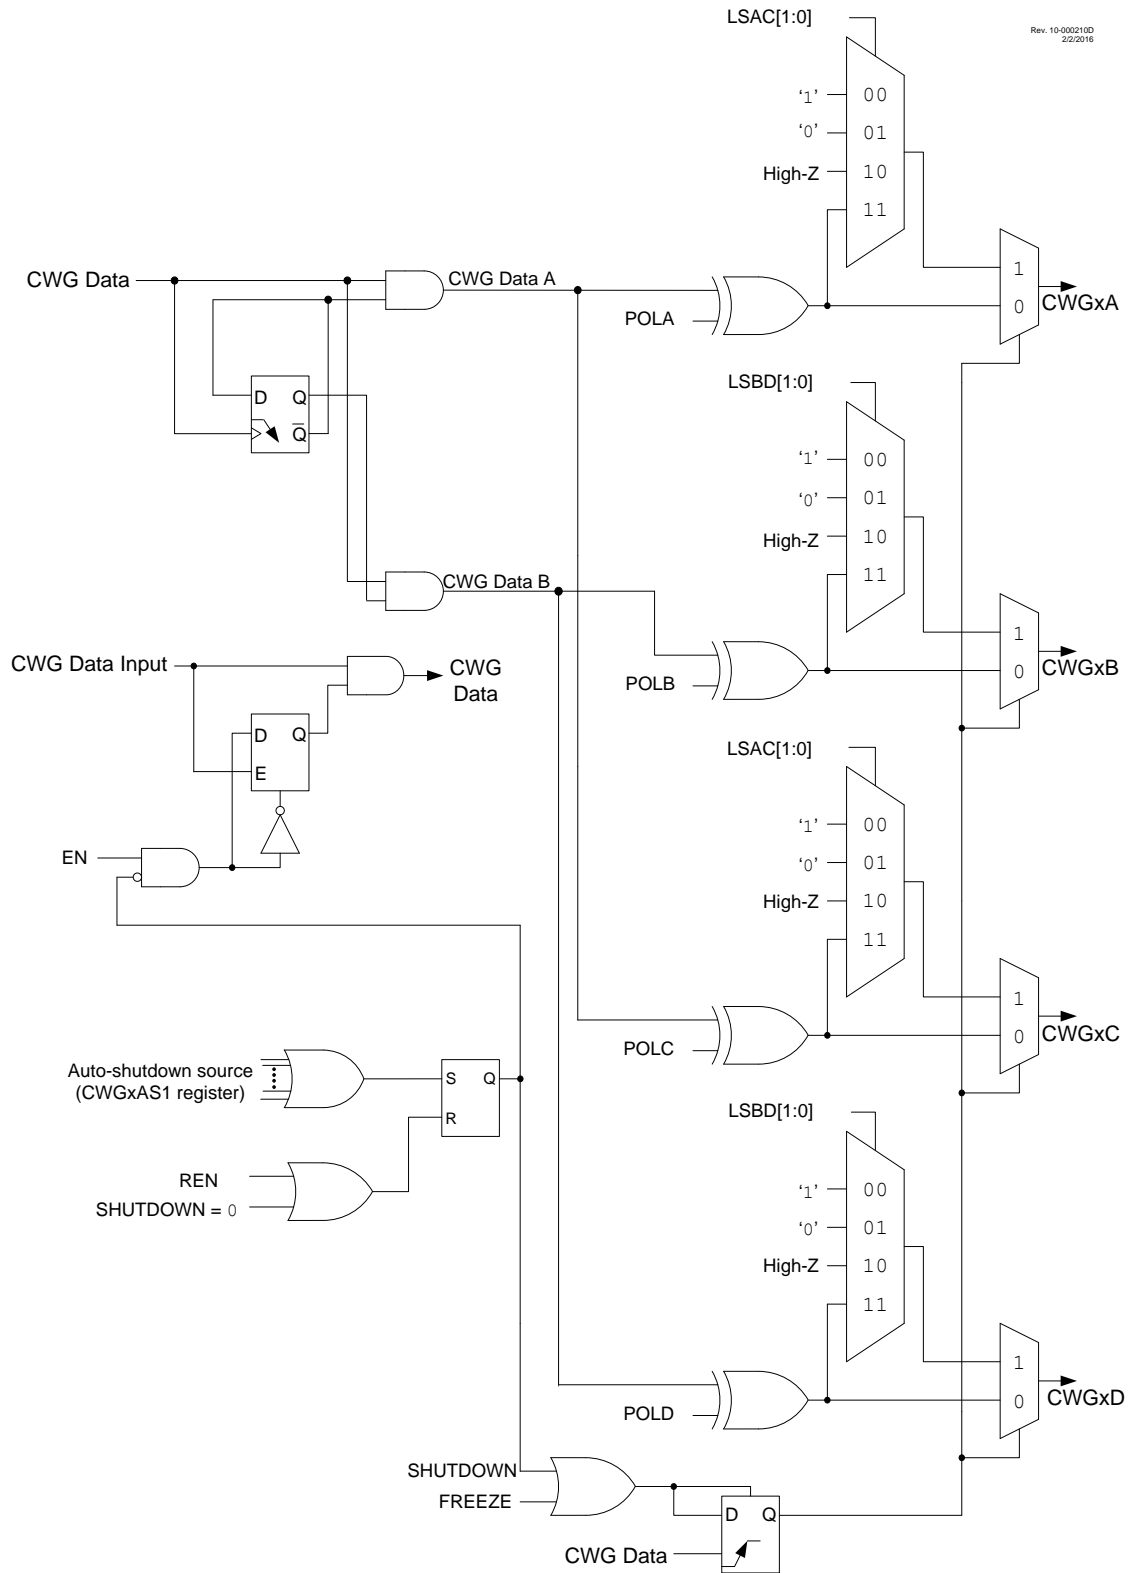 LSAC[1:0]
Rev. 10-000210D
2/2/2016
‘1’ 00
‘0’ 01
High-Z 10
11
CWG Data
CWG Data A
POLA
1
0
CWGxA
D Q
Q
LSBD[1:0]
‘1’ 00
‘0’ 01
High-Z 10
11
CWG Data B
POLB
1
0
CWGxB
CWG Data Input
CWG
Data
D Q
E
EN
LSAC[1:0]
‘1’ 00
‘0’ 01
High-Z 10
11
POLC
1
0
CWGxC
Auto-shutdown source
(CWGxAS1 register)
S Q
R
REN
SHUTDOWN = 0
LSBD[1:0]
‘1’ 00
‘0’ 01
High-Z 10
11
POLD
1
0
CWGxD
SHUTDOWN
FREEZE
D Q
CWG Data